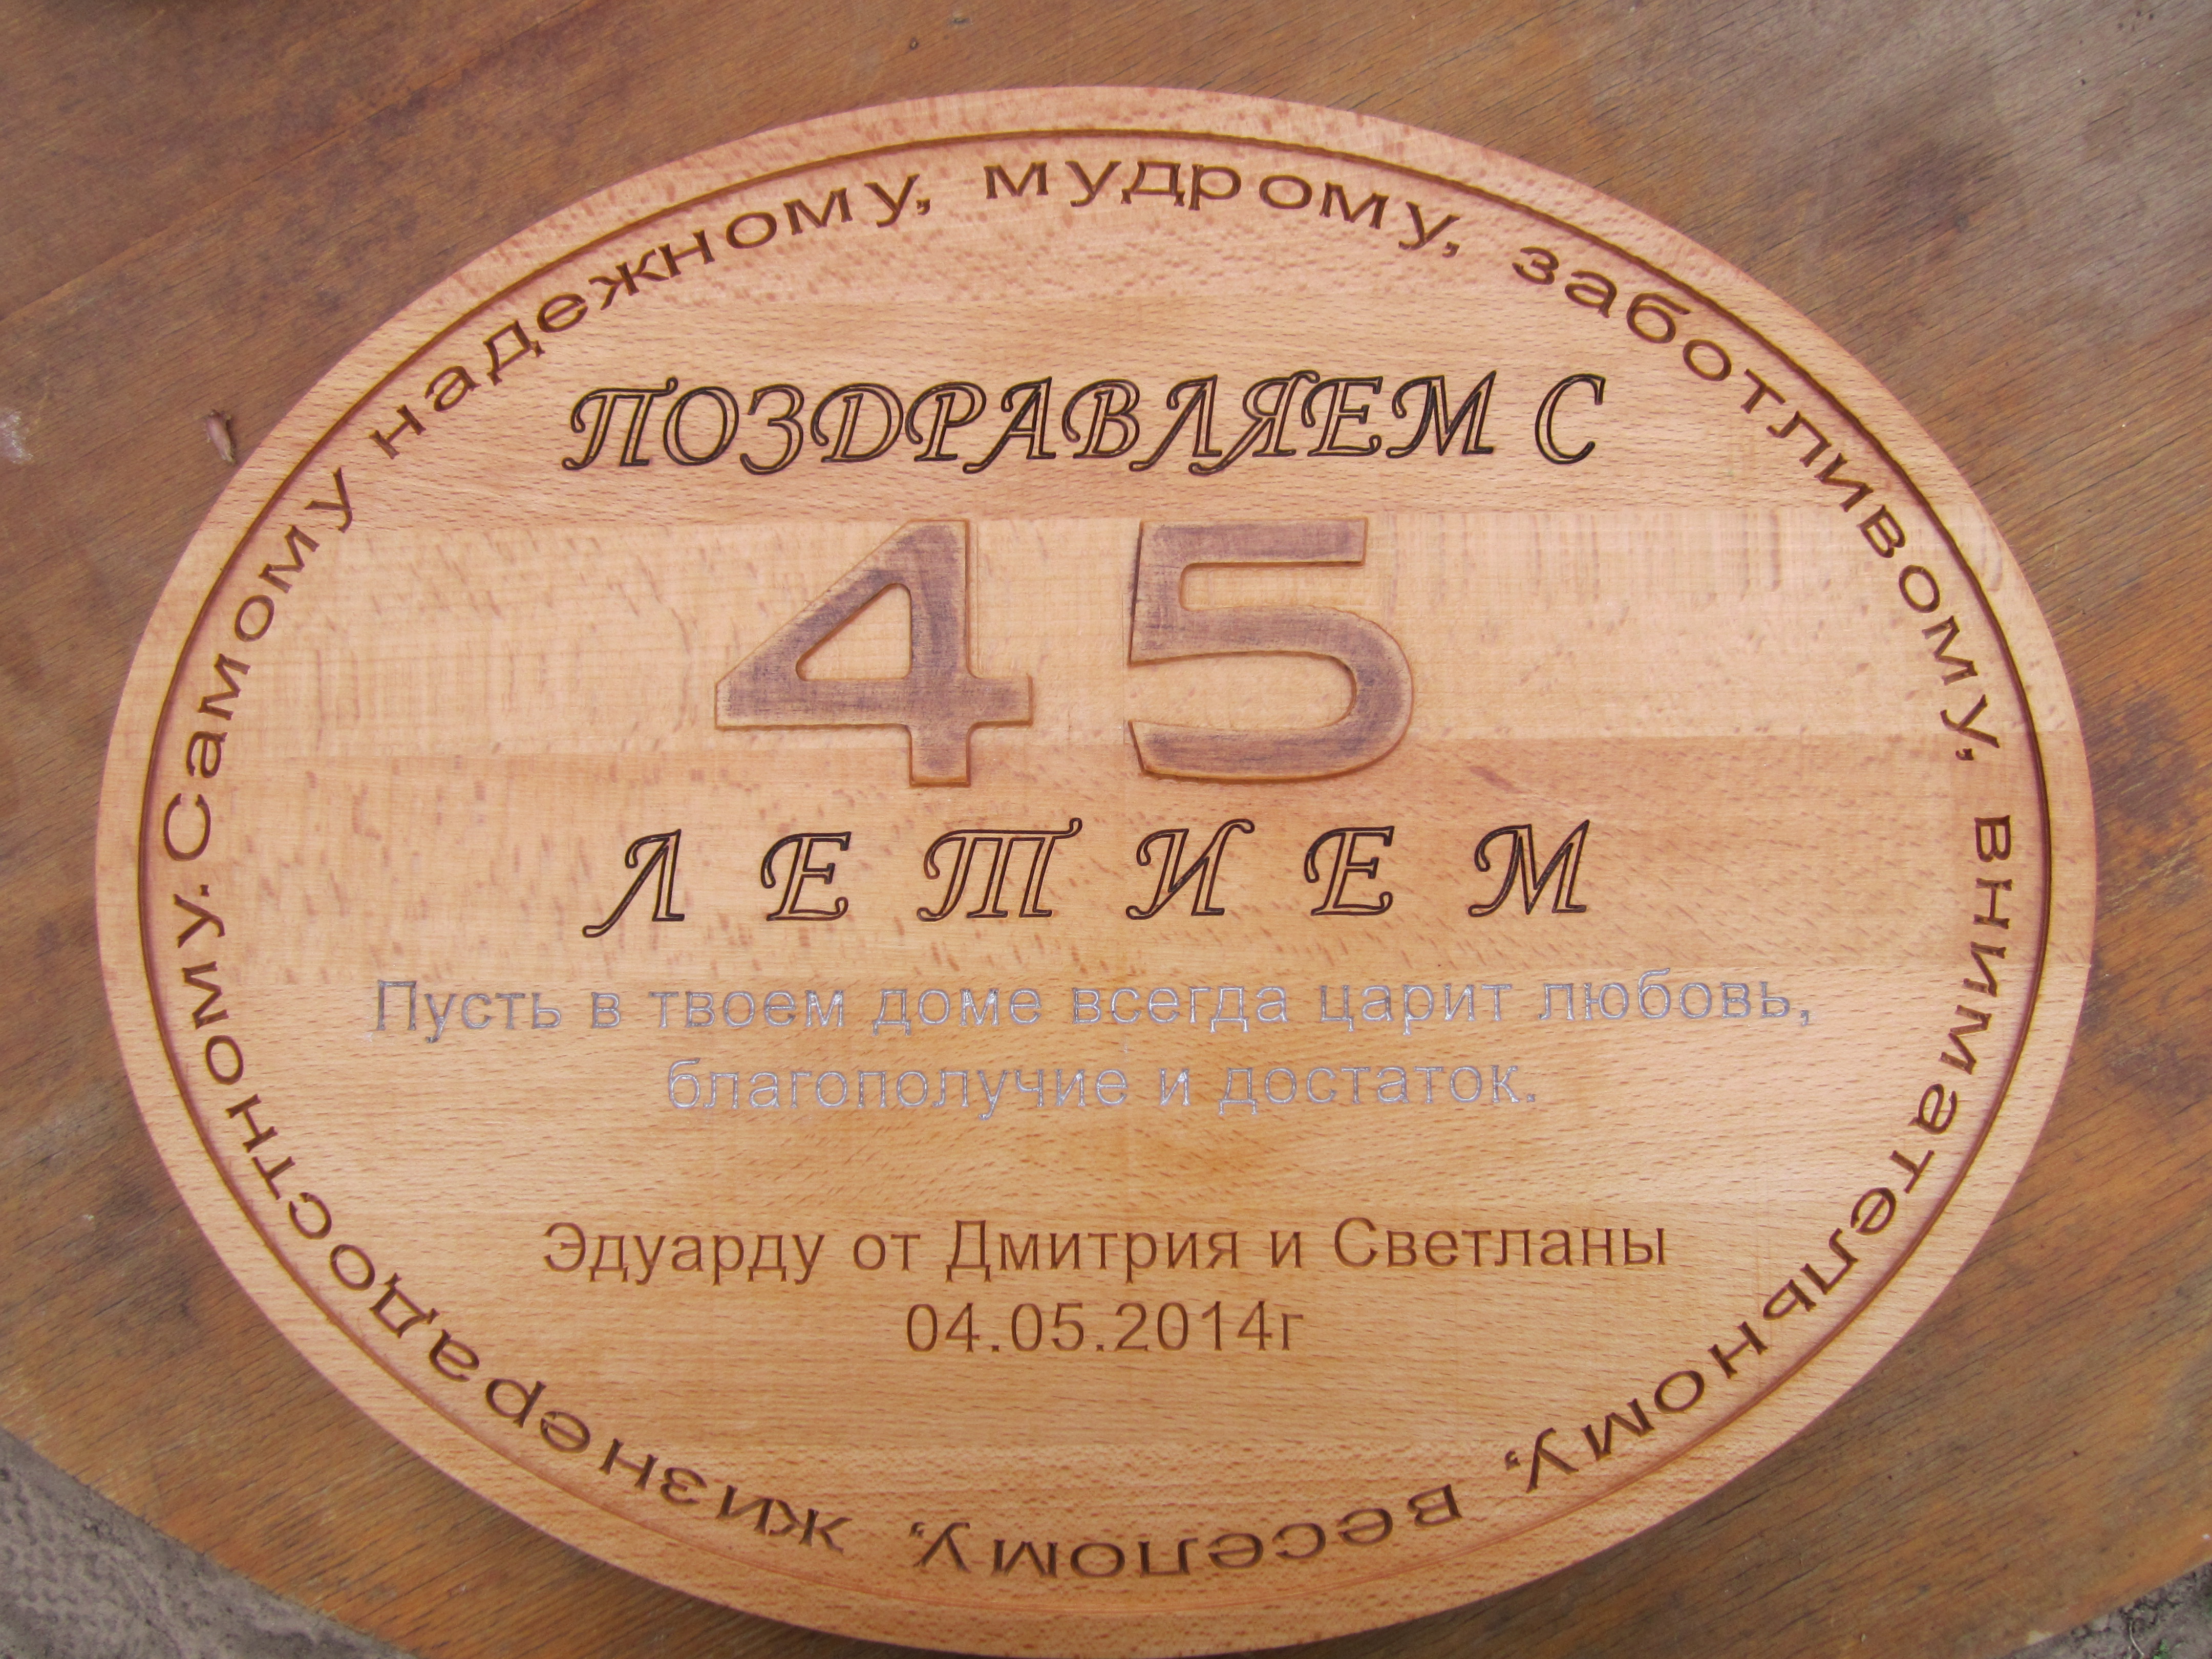 Самому надежному, мудрому, заботливому, внимательному, веселому, жизнерадостному.
ПОЗДРАВЛЯЕМ С
45
ЛЕТИЕМ
Пусть в твоем доме всегда царит любовь,
благополучие и достаток.
Эдуарду от Дмитрия и Светланы
04.05.2014г